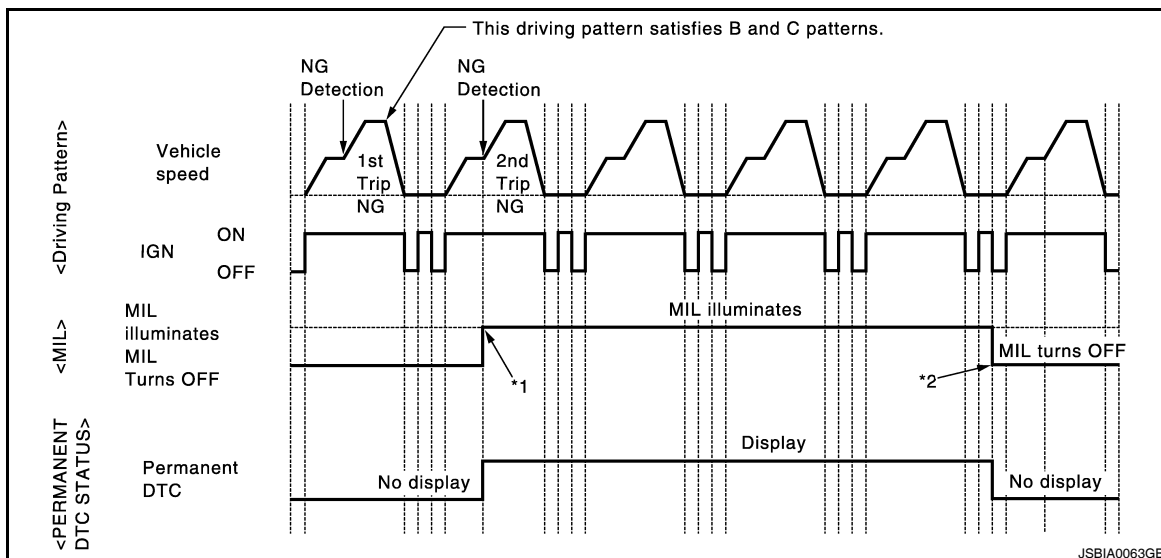 This driving pattern satisfies B and C patterns.
NG
Detection
NG
Detection
<Driving Pattern>
Vehicle
speed
1st
Trip
NG
2nd
Trip
NG
IGN
ON
OFF
<MIL>
MIL
illuminates
MIL
Turns OFF
MIL illuminates
*1
*2
MIL turns OFF
<PERMANENT
DTC STATUS>
Permanent
DTC
No display
Display
No display
JSBIA0063GB